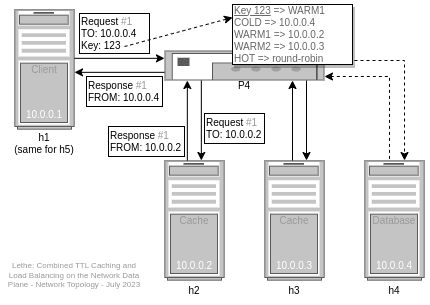 Request #1
TO: 10.0.0.4
Key: 123
Key 123 => WARM1
COLD => 10.0.0.4
WARM1 => 10.0.0.2
WARM2 => 10.0.0.3
HOT => round-robin
Client
10.0.0.1
h1
(same for h5)
Response #1
FROM: 10.0.0.4
P4
Response #1
FROM: 10.0.0.2
Request #1
TO: 10.0.0.2
Cache
10.0.0.2
h2
Cache
10.0.0.3
h3
Database
10.0.0.4
h4
Lethe: Combined TTL Caching and
Load Balancing on the Network Data
Plane - Network Topology - July 2023